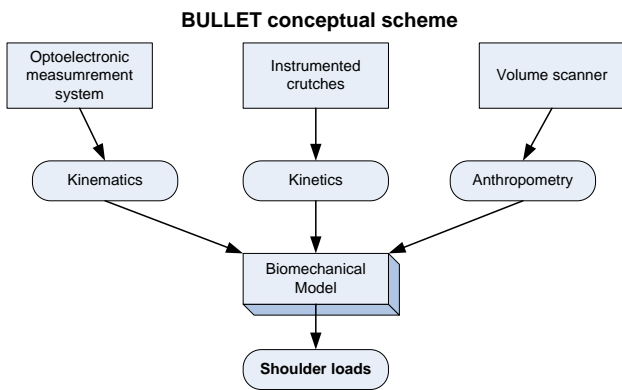 BULLET conceptual scheme
Optoelectronic
measumrement
system
Instrumented
crutches
Volume scanner
Kinematics
Kinetics
Anthropometry
Biomechanical
Model
Shoulder loads